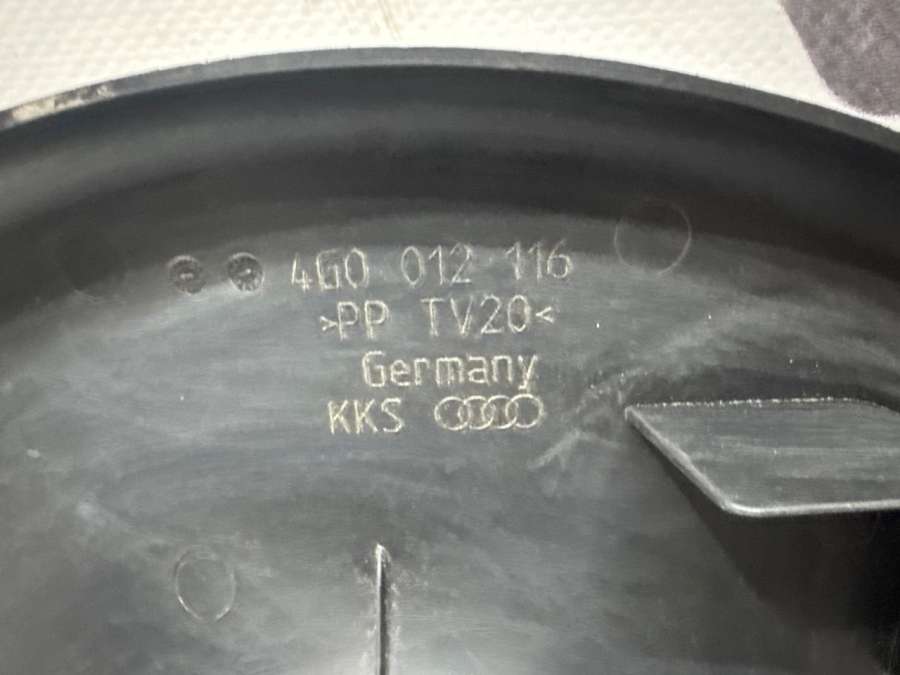 4G0 012 116
>PP TV20<
Germany
KKS